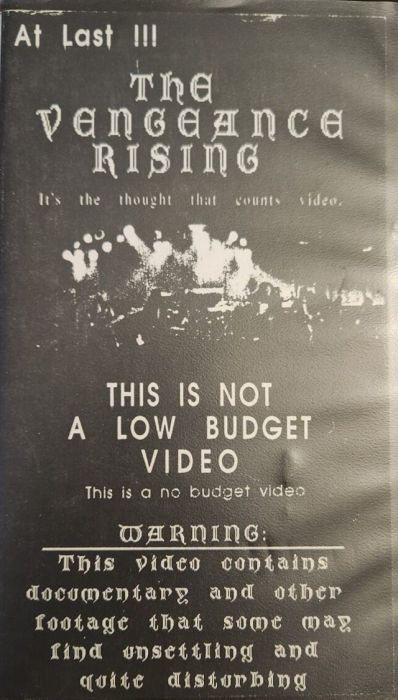 At Last !!!
THE
VENGEANCE
RISING
It's the thought that counts video.
THIS IS NOT
A LOW BUDGET
VIDEO
This is a no budget video
WARNING:
This video contains
documentary and other
footage that some may
find unsettling and
quite disturbing